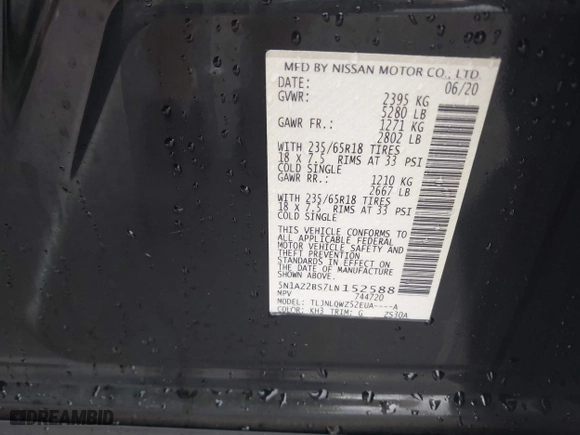 MFD BY NISSAN MOTOR CO., LTD.
DATE: 06/20
GVWR: 2395 KG
5280 LB
GAWR FR.: 1271 KG
2802 LB
WITH 235/65R18 TIRES
18 x 7.5 RIMS AT 33 PSI
COLD SINGLE
GAWR RR.: 1210 KG
2667 LB
WITH 235/65R18 TIRES
18 x 7.5 RIMS AT 33 PSI
COLD SINGLE
THIS VEHICLE CONFORMS TO
ALL APPLICABLE FEDERAL
MOTOR VEHICLE SAFETY AND
THEFT PREVENTION
STANDARDS IN EFFECT ON
THE DATE OF MANUFACTURE
SHOWN ABOVE.
5N1AZ2BS7LN152588
MPV 744720
MODEL: TLJNLQWZ52EUA----A
COLOR: KH3 TRIM: G ZS30A
DREAMBID